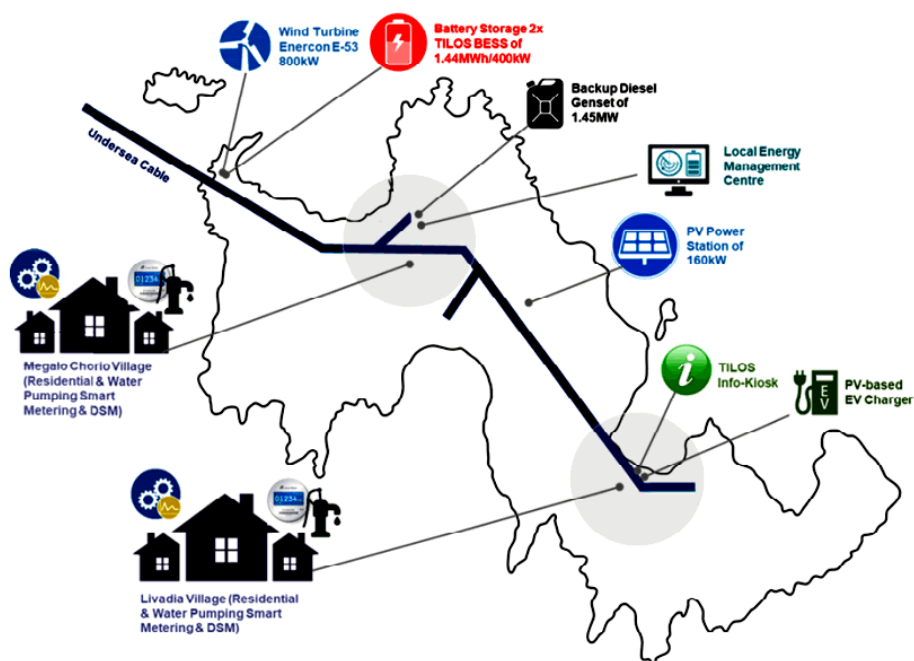 Wind Turbine
Enercon E-53
800kW
Battery Storage 2x
TILOS BESS of
1.44MWh/400kW
Backup Diesel
Genset of
1.45MW
Undersea Cable
Local Energy
Management
Centre
PV Power
Station of
160kW
01234
Megalo Chorio Village
(Residential & Water
Pumping Smart
Metering & DSM)
i
TILOS
Info-Kiosk
EV
PV-based
EV Charger
01234
Livadia Village (Residential
& Water Pumping Smart
Metering & DSM)